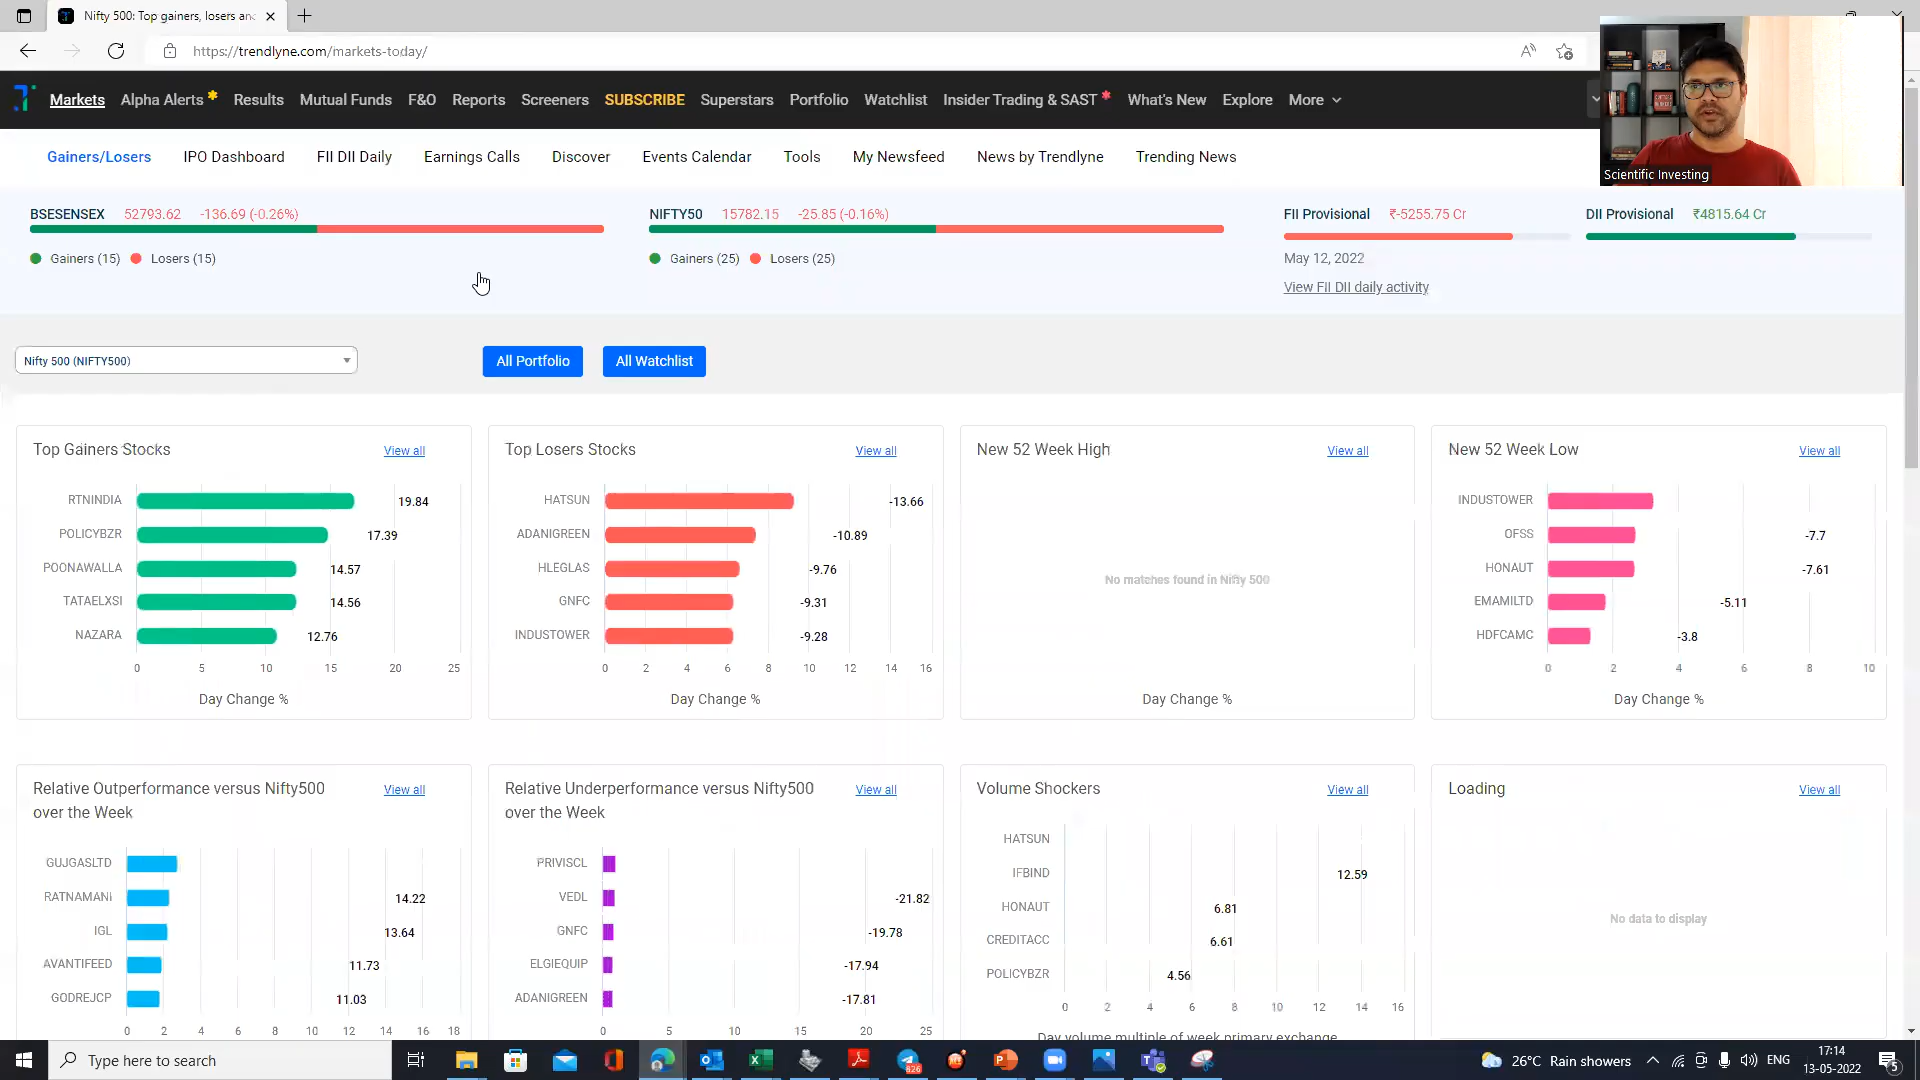 Nifty 500: Top gainers, losers and
https://trendlyne.com/markets-today/
Markets Alpha Alerts Results Mutual Funds F&O Reports Screeners SUBSCRIBE Superstars Portfolio Watchlist Insider Trading & SAST What's New Explore More
Gainers/Losers IPO Dashboard FII DII Daily Earnings Calls Discover Events Calendar Tools My Newsfeed News by Trendlyne Trending News
Scientific Investing
BSESENSEX 52793.62 -136.69 (-0.26%) NIFTY50 15782.15 -25.85 (-0.16%) FII Provisional ₹-5255.75 Cr DII Provisional ₹4815.64 Cr
Gainers (15) Losers (15) Gainers (25) Losers (25) May 12, 2022
View FII DII daily activity
Nifty 500 (NIFTY500) All Portfolio All Watchlist
Top Gainers Stocks View all
RTNINDIA 19.84
POLICYBZR 17.39
POONAWALLA 14.57
TATAELXSI 14.56
NAZARA 12.76
0 5 10 15 20 25
Day Change %
Top Losers Stocks View all
HATSUN -13.66
ADANIGREEN -10.89
HLEGLAS -9.76
GNFC -9.31
INDUSTOWER -9.28
0 2 4 6 8 10 12 14 16
Day Change %
New 52 Week High View all
No matches found in Nifty 500
Day Change %
New 52 Week Low View all
INDUSTOWER
OFSS -7.7
HONAUT -7.61
EMAMILTD -5.11
HDFCAMC -3.8
0 2 4 6 8 10
Day Change %
Relative Outperformance versus Nifty500 View all
over the Week
GUJGASLTD
RATNAMANI 14.22
IGL 13.64
AVANTIFEED 11.73
GODREJCP 11.03
0 2 4 6 8 10 12 14 16 18
Relative Underperformance versus Nifty500 View all
over the Week
PRIVISCL
VEDL -21.82
GNFC -19.78
ELGIEQUIP -17.94
ADANIGREEN -17.81
0 5 10 15 20 25
Volume Shockers View all
HATSUN
IFBIND 12.59
HONAUT 6.81
CREDITACC 6.61
POLICYBZR 4.56
0 2 4 6 8 10 12 14 16
Day volume multiple of week primary exchange
Loading View all
No data to display
Type here to search
826
26°C Rain showers ENG
17:14
13-05-2022
5